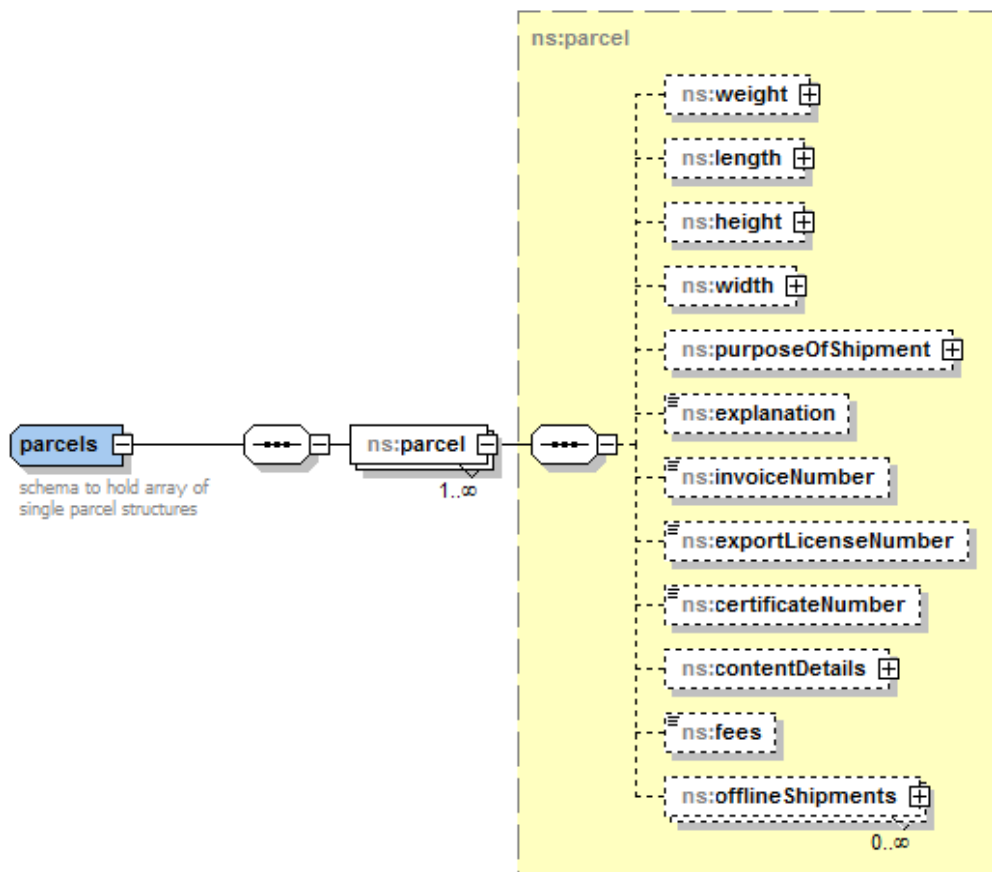 ns:parcel
ns:weight
ns:length
ns:height
ns:width
ns:purposeOfShipment
parcels
schema to hold array of
single parcel structures
ns:parcel
1..∞
ns:explanation
ns:invoiceNumber
ns:exportLicenseNumber
ns:certificateNumber
ns:contentDetails
ns:fees
ns:offlineShipments
0..∞